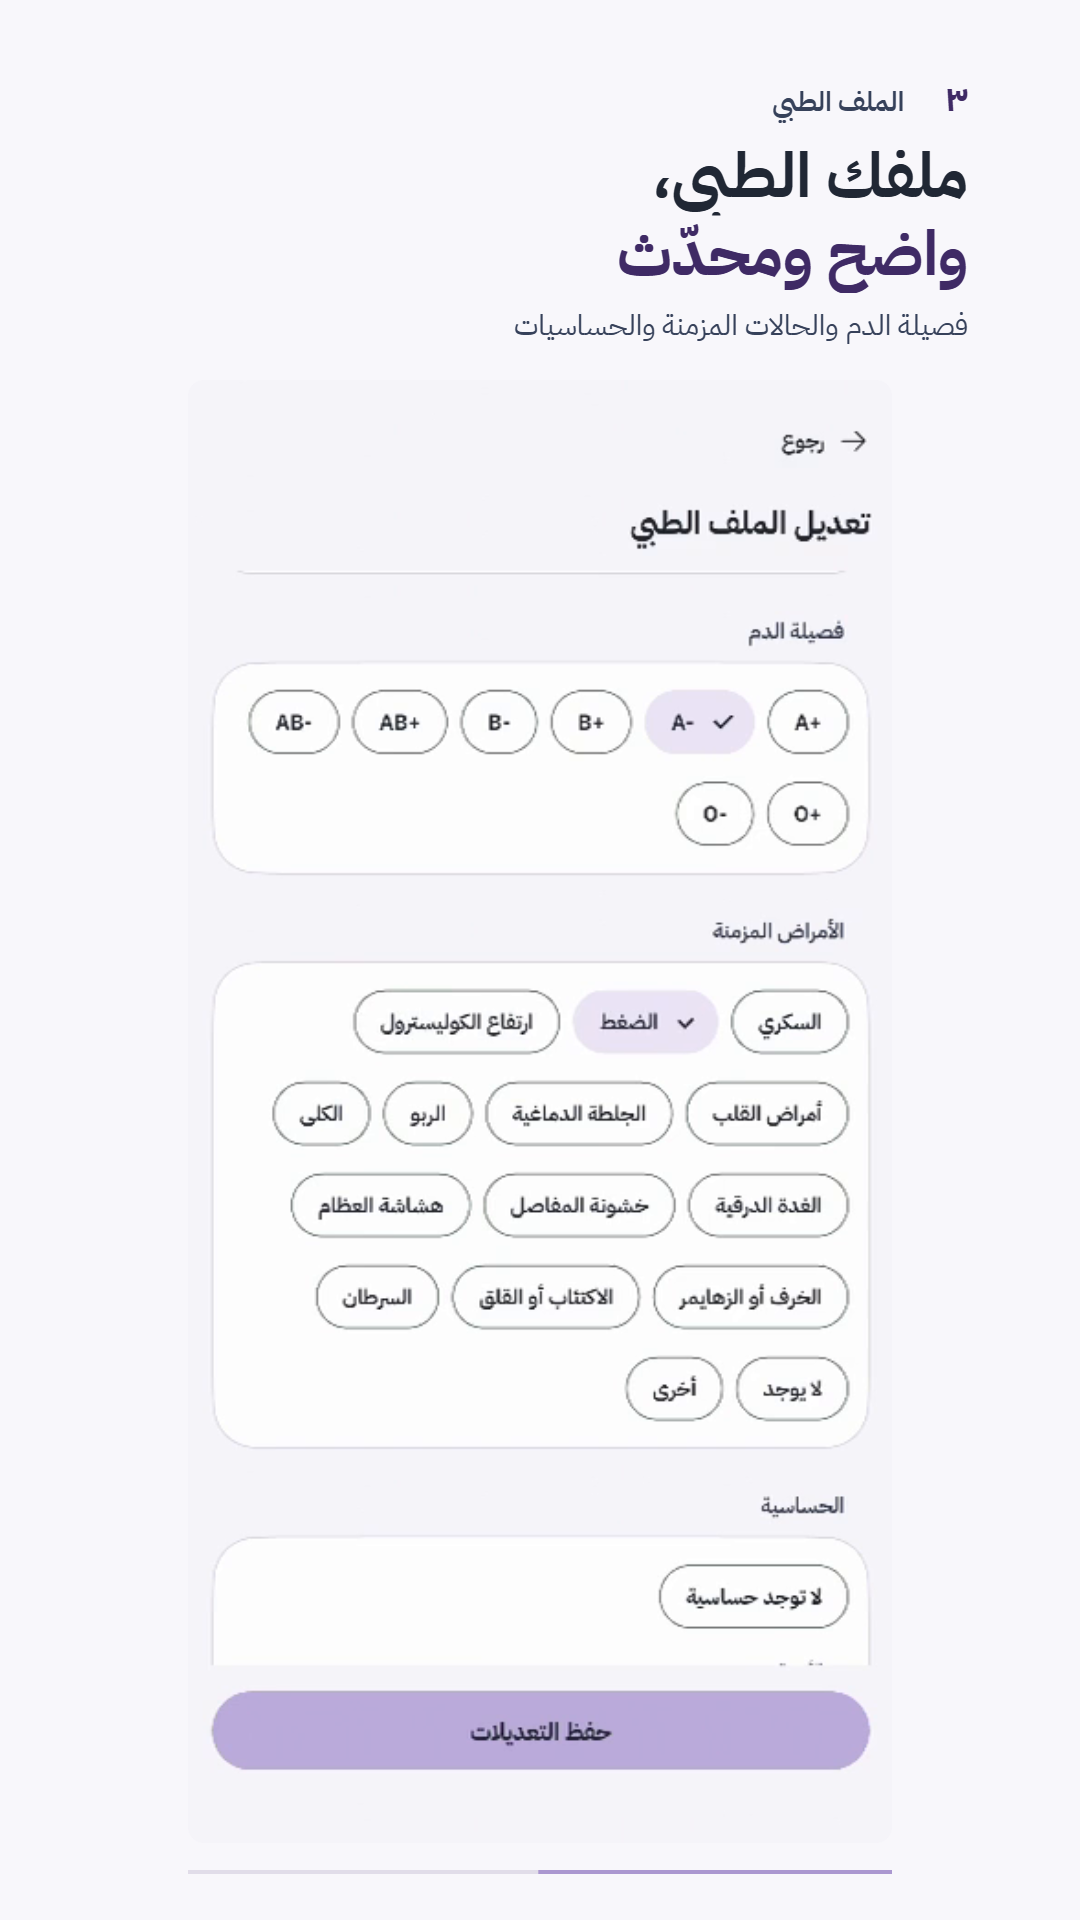 ٣ الملف الطبي
ملفك الطبي،
واضح ومحدّث
فصيلة الدم والحالات المزمنة والحساسيات
رجوع
تعديل الملف الطبي
فصيلة الدم
A+ A- B+ B- AB+ AB-
O+ O-
الأمراض المزمنة
السكري الضغط ارتفاع الكوليسترول
أمراض القلب الجلطة الدماغية الربو الكلى
الغدة الدرقية خشونة المفاصل هشاشة العظام
الخرف أو الزهايمر الاكتئاب أو القلق السرطان
لا يوجد أخرى
الحساسية
لا توجد حساسية
حفظ التعديلات